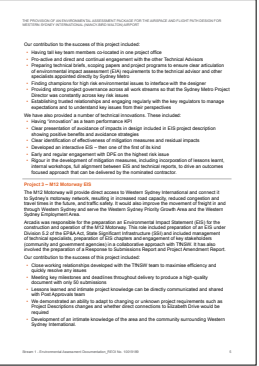 THE PROVISION OF AN ENVIRONMENTAL ASSESSMENT PACKAGE FOR THE AIRSPACE AND FLIGHT PATH DESIGN FOR
WESTERN SYDNEY INTERNATIONAL (NANCY-BIRD WALTON) AIRPORT
Our contribution to the success of this project included:
- Having tail key team members co-located in one project office
- Pro-active and direct and continual engagement with the other Technical Advisors
- Preparing technical briefs, scoping papers and project programs to ensure clear articulation
of environmental impact assessment (EIA) requirements to the technical advisor and other
specialists appointed directly by Sydney Metro
- Finding champions for high risk environmental issues to interface with the designer
- Providing strong project governance across all work streams so that the Sydney Metro Project
Director was constantly across key risk issues
- Establishing trusted relationships and engaging regularly with the key regulators to manage
expectations and to understand key issues from their perspectives
We have also provided a number of technical innovations. These included:
- Having "innovation" as a team performance KPI
- Clear presentation of avoidance of impacts in design included in EIS project description
showing positive benefits and avoidance strategies
- Clear identification of effectiveness of mitigation measures and residual impacts
- Developed an interactive EIS – thee one of the first of its kind
- Early and regular engagement with DPE on the highest risk issue
- Rigour in the development of mitigation measures, including incorporation of lessons learnt,
internal workshops, full alignment between EIS and technical reports, to drive an outcomes
focused approach that can be delivered by the nominated contractor.
Project 3 – M12 Motorway EIS
The M12 Motorway will provide direct access to Western Sydney International and connect it
to Sydney's motorway network, resulting in increased road capacity, reduced congestion and
travel times in the future, and traffic safety. It would also improve the movement of freight in and
through Western Sydney and serve the Western Sydney Priority Growth Area and the Western
Sydney Employment Area.
Arcadis was responsible for the preparation an Environmental Impact Statement (EIS) for the
construction and operation of the M12 Motorway. This role included preparation of an EIS under
Division 5.2 of the EP&A Act, State Significant Infrastructure (SSI) and included management
of technical specialists, preparation of EIS chapters and engagement of key stakeholders
(community and government agencies) in a collaborative approach with TfNSW. It has also
involved the preparation of a Response to Submissions Report and Project Amendment Report.
Our contribution to the success of this project included:
- Close working relationships developed with the TfNSW team to maximise efficiency and
quickly resolve any issues
- Meeting key milestones and deadlines throughout delivery to produce a high-quality
document with only 50 submissions
- Lessons learned and intimate project knowledge can be directly communicated and shared
with Post Approvals team
- We demonstrated an ability to adapt to changing or unknown project requirements such as
Project Descriptions changes and whether direct connections to Elizabeth Drive would be
required
- Development of an intimate knowledge of the area and the community surrounding Western
Sydney International.